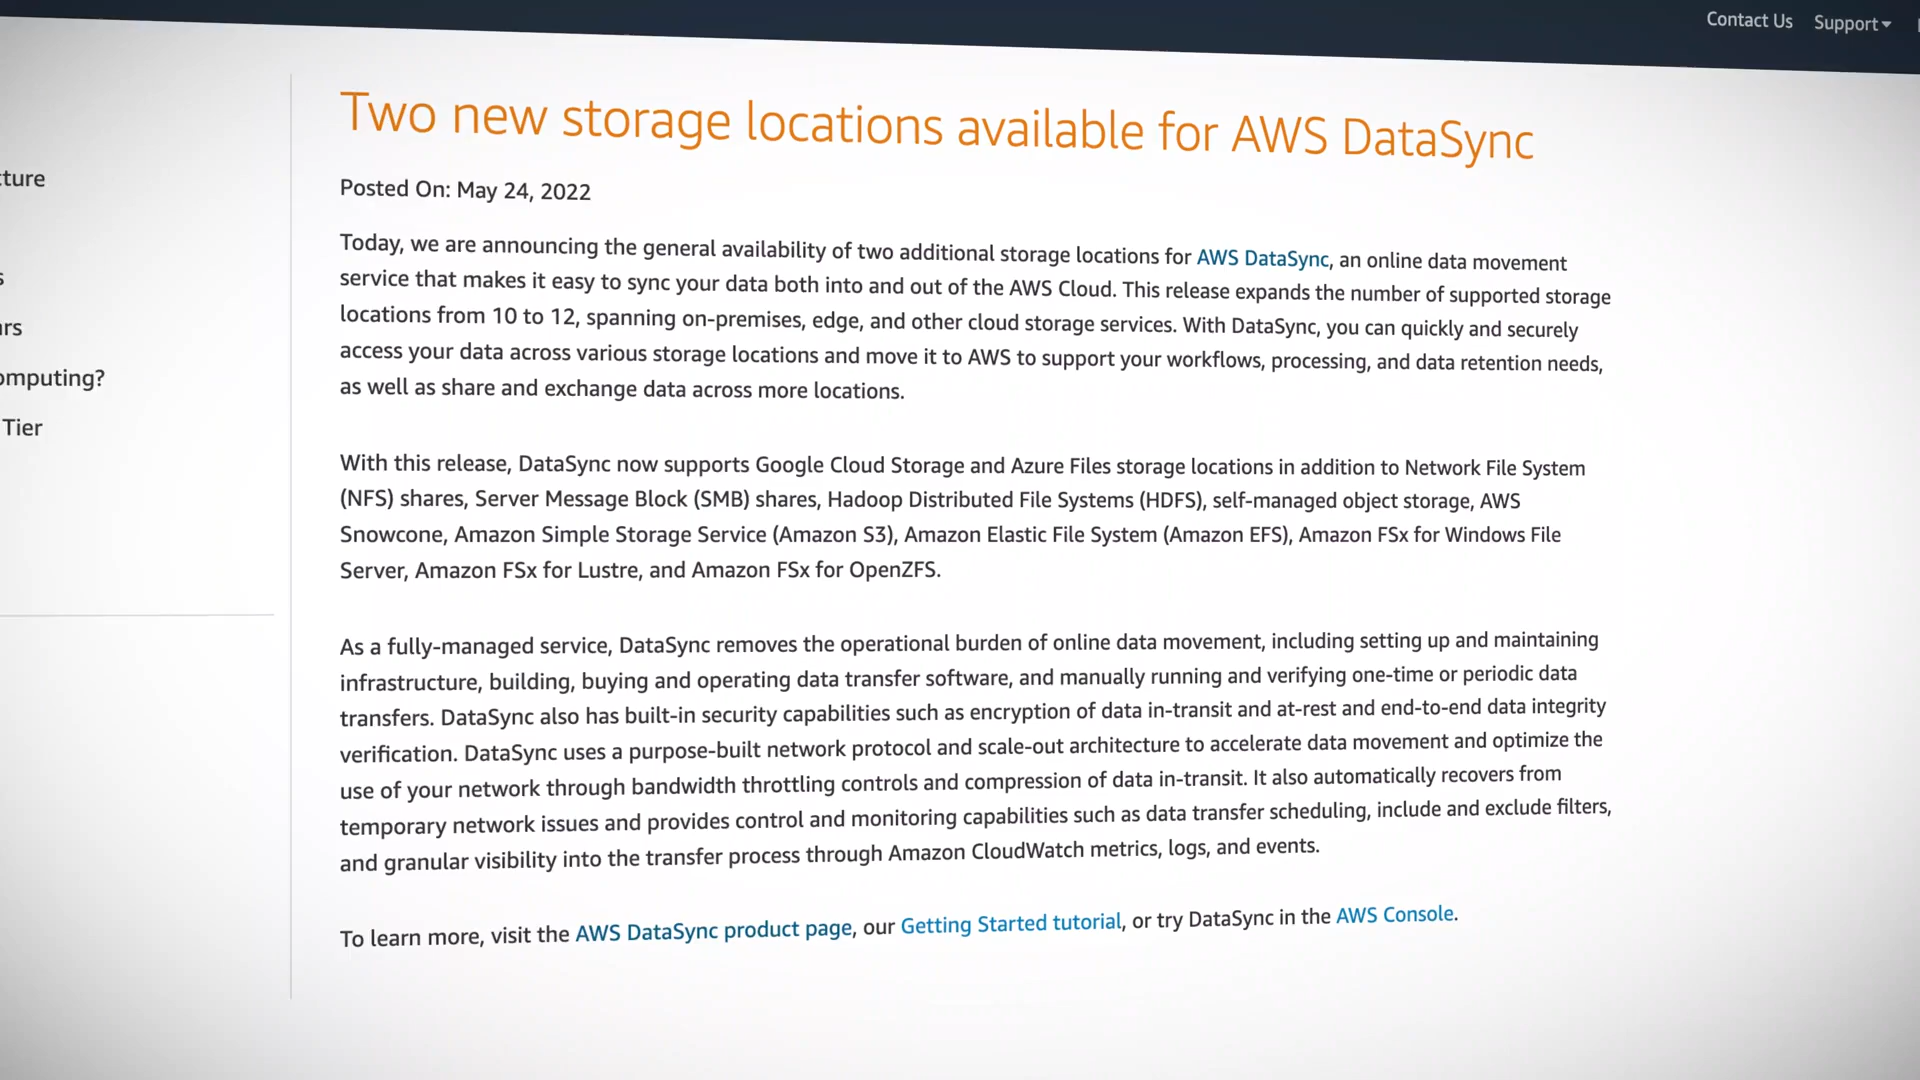 Contact Us Support
Two new storage locations available for AWS DataSync
Posted On: May 24, 2022
Today, we are announcing the general availability of two additional storage locations for AWS DataSync, an online data movement
service that makes it easy to sync your data both into and out of the AWS Cloud. This release expands the number of supported storage
locations from 10 to 12, spanning on-premises, edge, and other cloud storage services. With DataSync, you can quickly and securely
access your data across various storage locations and move it to AWS to support your workflows, processing, and data retention needs,
as well as share and exchange data across more locations.
With this release, DataSync now supports Google Cloud Storage and Azure Files storage locations in addition to Network File System
(NFS) shares, Server Message Block (SMB) shares, Hadoop Distributed File Systems (HDFS), self-managed object storage, AWS
Snowcone, Amazon Simple Storage Service (Amazon S3), Amazon Elastic File System (Amazon EFS), Amazon FSx for Windows File
Server, Amazon FSx for Lustre, and Amazon FSx for OpenZFS.
As a fully-managed service, DataSync removes the operational burden of online data movement, including setting up and maintaining
infrastructure, building, buying and operating data transfer software, and manually running and verifying one-time or periodic data
transfers. DataSync also has built-in security capabilities such as encryption of data in-transit and at-rest and end-to-end data integrity
verification. DataSync uses a purpose-built network protocol and scale-out architecture to accelerate data movement and optimize the
use of your network through bandwidth throttling controls and compression of data in-transit. It also automatically recovers from
temporary network issues and provides control and monitoring capabilities such as data transfer scheduling, include and exclude filters,
and granular visibility into the transfer process through Amazon CloudWatch metrics, logs, and events.
To learn more, visit the AWS DataSync product page, our Getting Started tutorial, or try DataSync in the AWS Console.
Tier